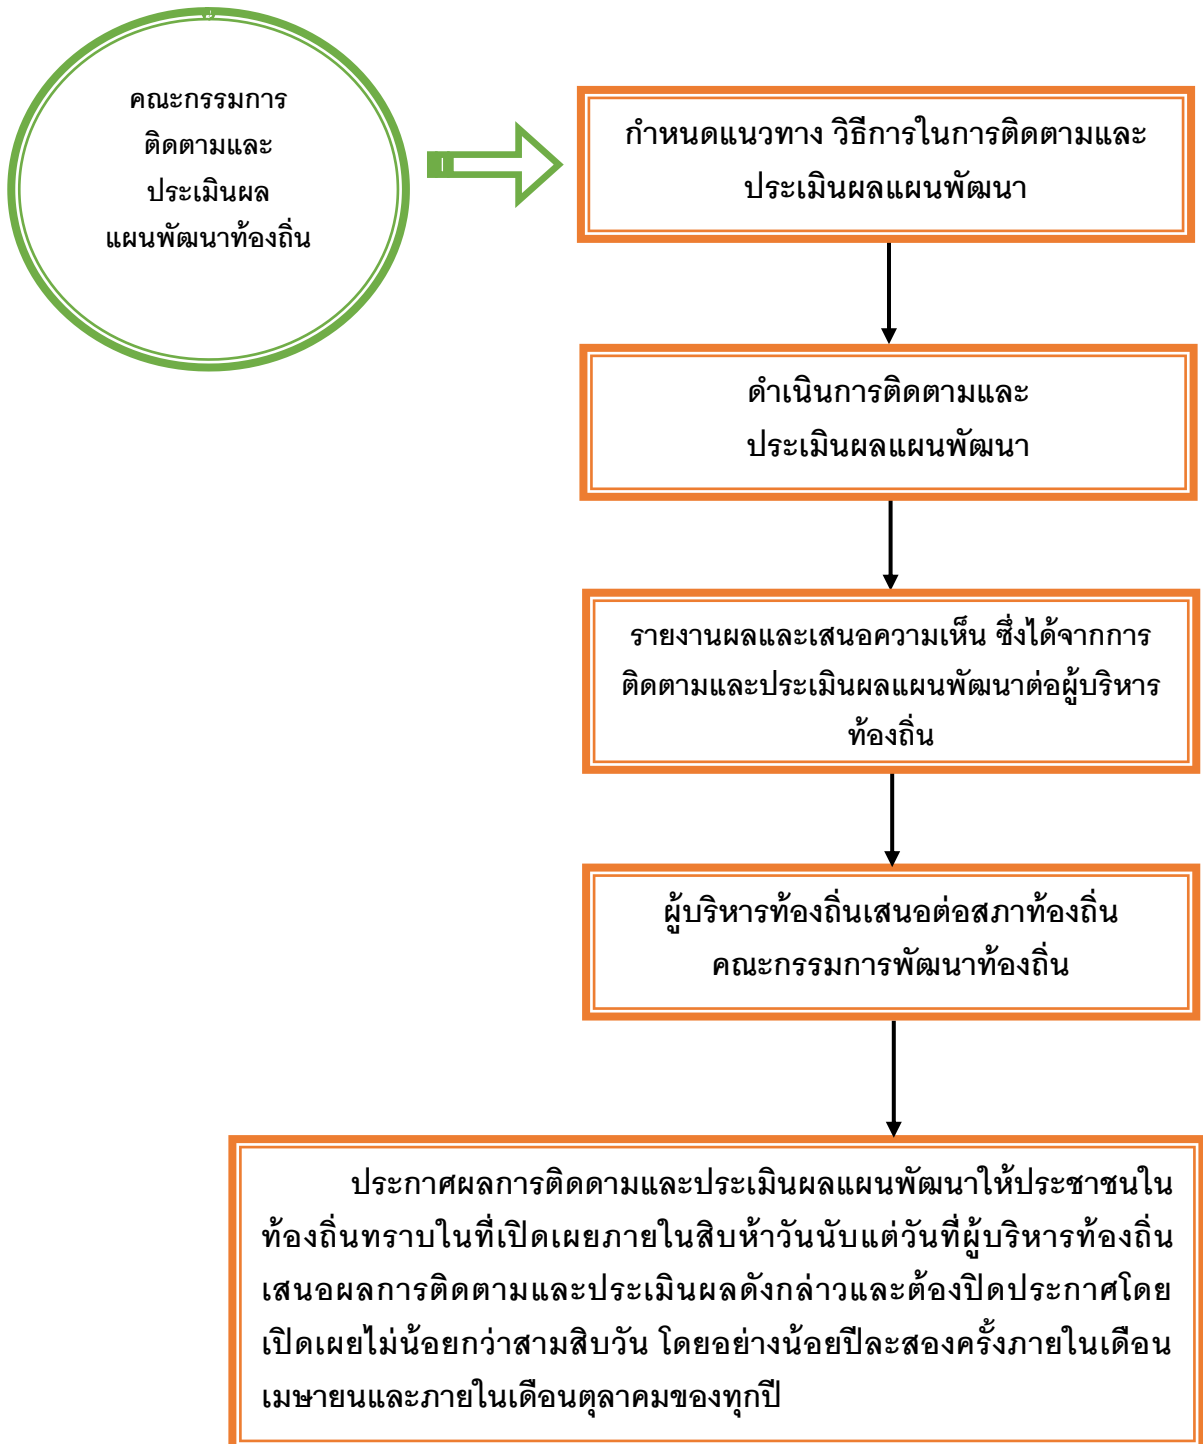 คณะกรรมการ
ติดตามและ
ประเมินผล
แผนพัฒนาท้องถิ่น
กำหนดแนวทาง วิธีการในการติดตามและ
ประเมินผลแผนพัฒนา
ดำเนินการติดตามและ
ประเมินผลแผนพัฒนา
รายงานผลและเสนอความเห็น ซึ่งได้จากการ
ติดตามและประเมินผลแผนพัฒนาต่อผู้บริหาร
ท้องถิ่น
ผู้บริหารท้องถิ่นเสนอต่อสภาท้องถิ่น
คณะกรรมการพัฒนาท้องถิ่น
ประกาศผลการติดดามและประเมินผลแผนพัฒนาให้ประชาชนใน
ท้องถิ่นทราบในที่เปิดเผยภายในสิบห้าวันนับแต่วันที่ผู้บริหารท้องถิ่น
เสนอผลการติดตามและประเมินผลดังกล่าวและต้องปิดประกาศโดย
เปิดเผยไม่น้อยกว่าสามสิบวัน โดยอย่างน้อยปีละสองครั้งภายในเดือน
เมษายนและภายในเดือนตุลาคมของทุกปี